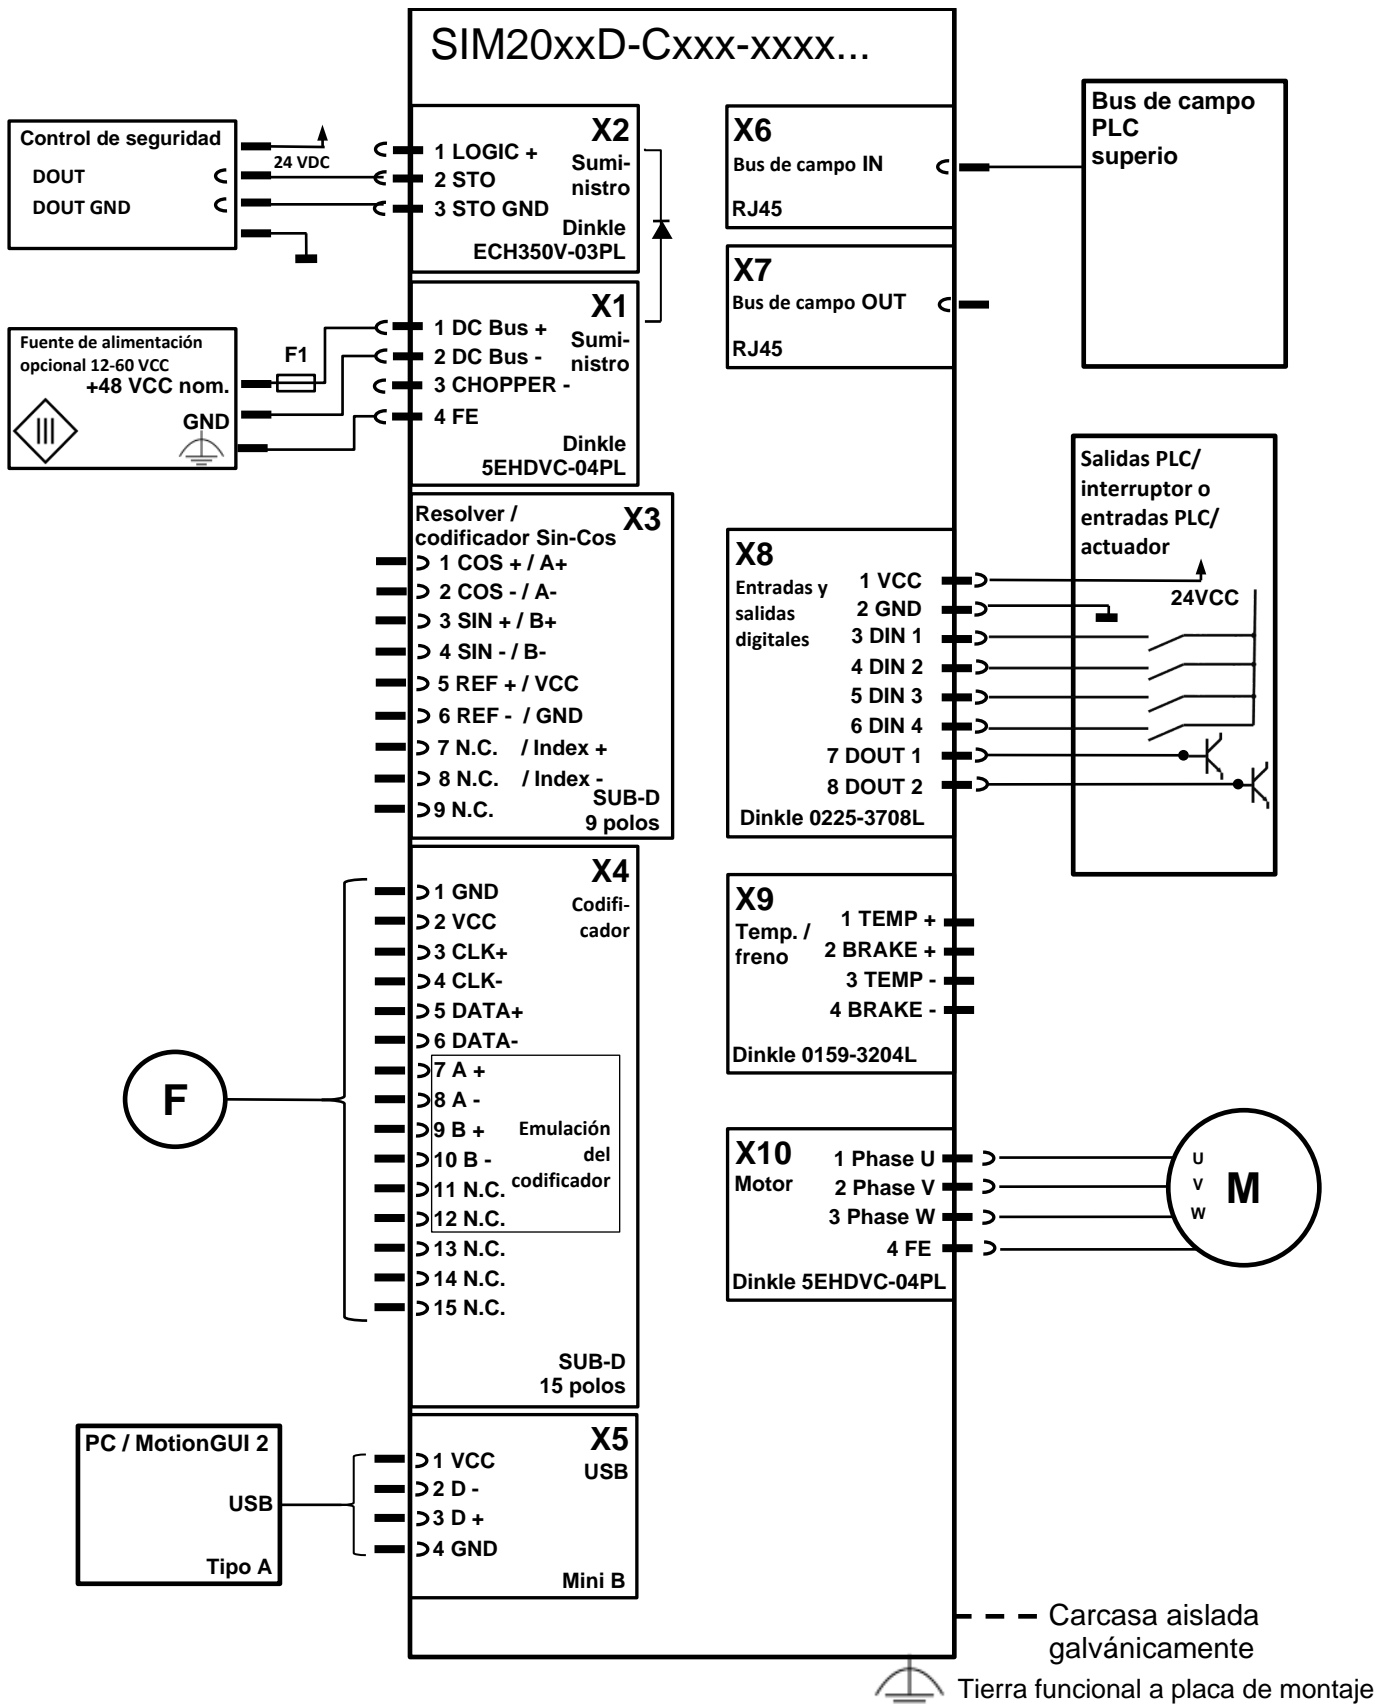 SIM20xxD-Cxxx-xxxx...
Control de seguridad
DOUT
DOUT GND
24 VDC
X2
1 LOGIC +
2 STO
3 STO GND
Sumi-
nistro
Dinkle
ECH350V-03PL
Fuente de alimentación
opcional 12-60 VCC
+48 VCC nom.
GND
III
F1
X1
1 DC Bus +
2 DC Bus -
3 CHOPPER -
4 FE
Sumi-
nistro
Dinkle
5EHDVC-04PL
Resolver /
codificador Sin-Cos
X3
1 COS + / A+
2 COS - / A-
3 SIN + / B+
4 SIN - / B-
5 REF + / VCC
6 REF - / GND
7 N.C. / Index +
8 N.C. / Index -
9 N.C.
SUB-D
9 polos
F
X4
Codifi-
cador
1 GND
2 VCC
3 CLK+
4 CLK-
5 DATA+
6 DATA-
7 A +
8 A -
9 B +
10 B -
11 N.C.
12 N.C.
13 N.C.
14 N.C.
15 N.C.
Emulación
del
codificador
SUB-D
15 polos
PC / MotionGUI 2
USB
Tipo A
X5
USB
1 VCC
2 D -
3 D +
4 GND
Mini B
X6
Bus de campo IN
RJ45
X7
Bus de campo OUT
RJ45
Bus de campo
PLC
superio
X8
Entradas y
salidas
digitales
1 VCC
2 GND
3 DIN 1
4 DIN 2
5 DIN 3
6 DIN 4
7 DOUT 1
8 DOUT 2
Dinkle 0225-3708L
Salidas PLC/
interruptor o
entradas PLC/
actuador
24VCC
X9
Temp. /
freno
1 TEMP +
2 BRAKE +
3 TEMP -
4 BRAKE -
Dinkle 0159-3204L
X10
Motor
1 Phase U
2 Phase V
3 Phase W
4 FE
Dinkle 5EHDVC-04PL
U
V
W
M
Carcasa aislada
galvánicamente
Tierra funcional a placa de montaje